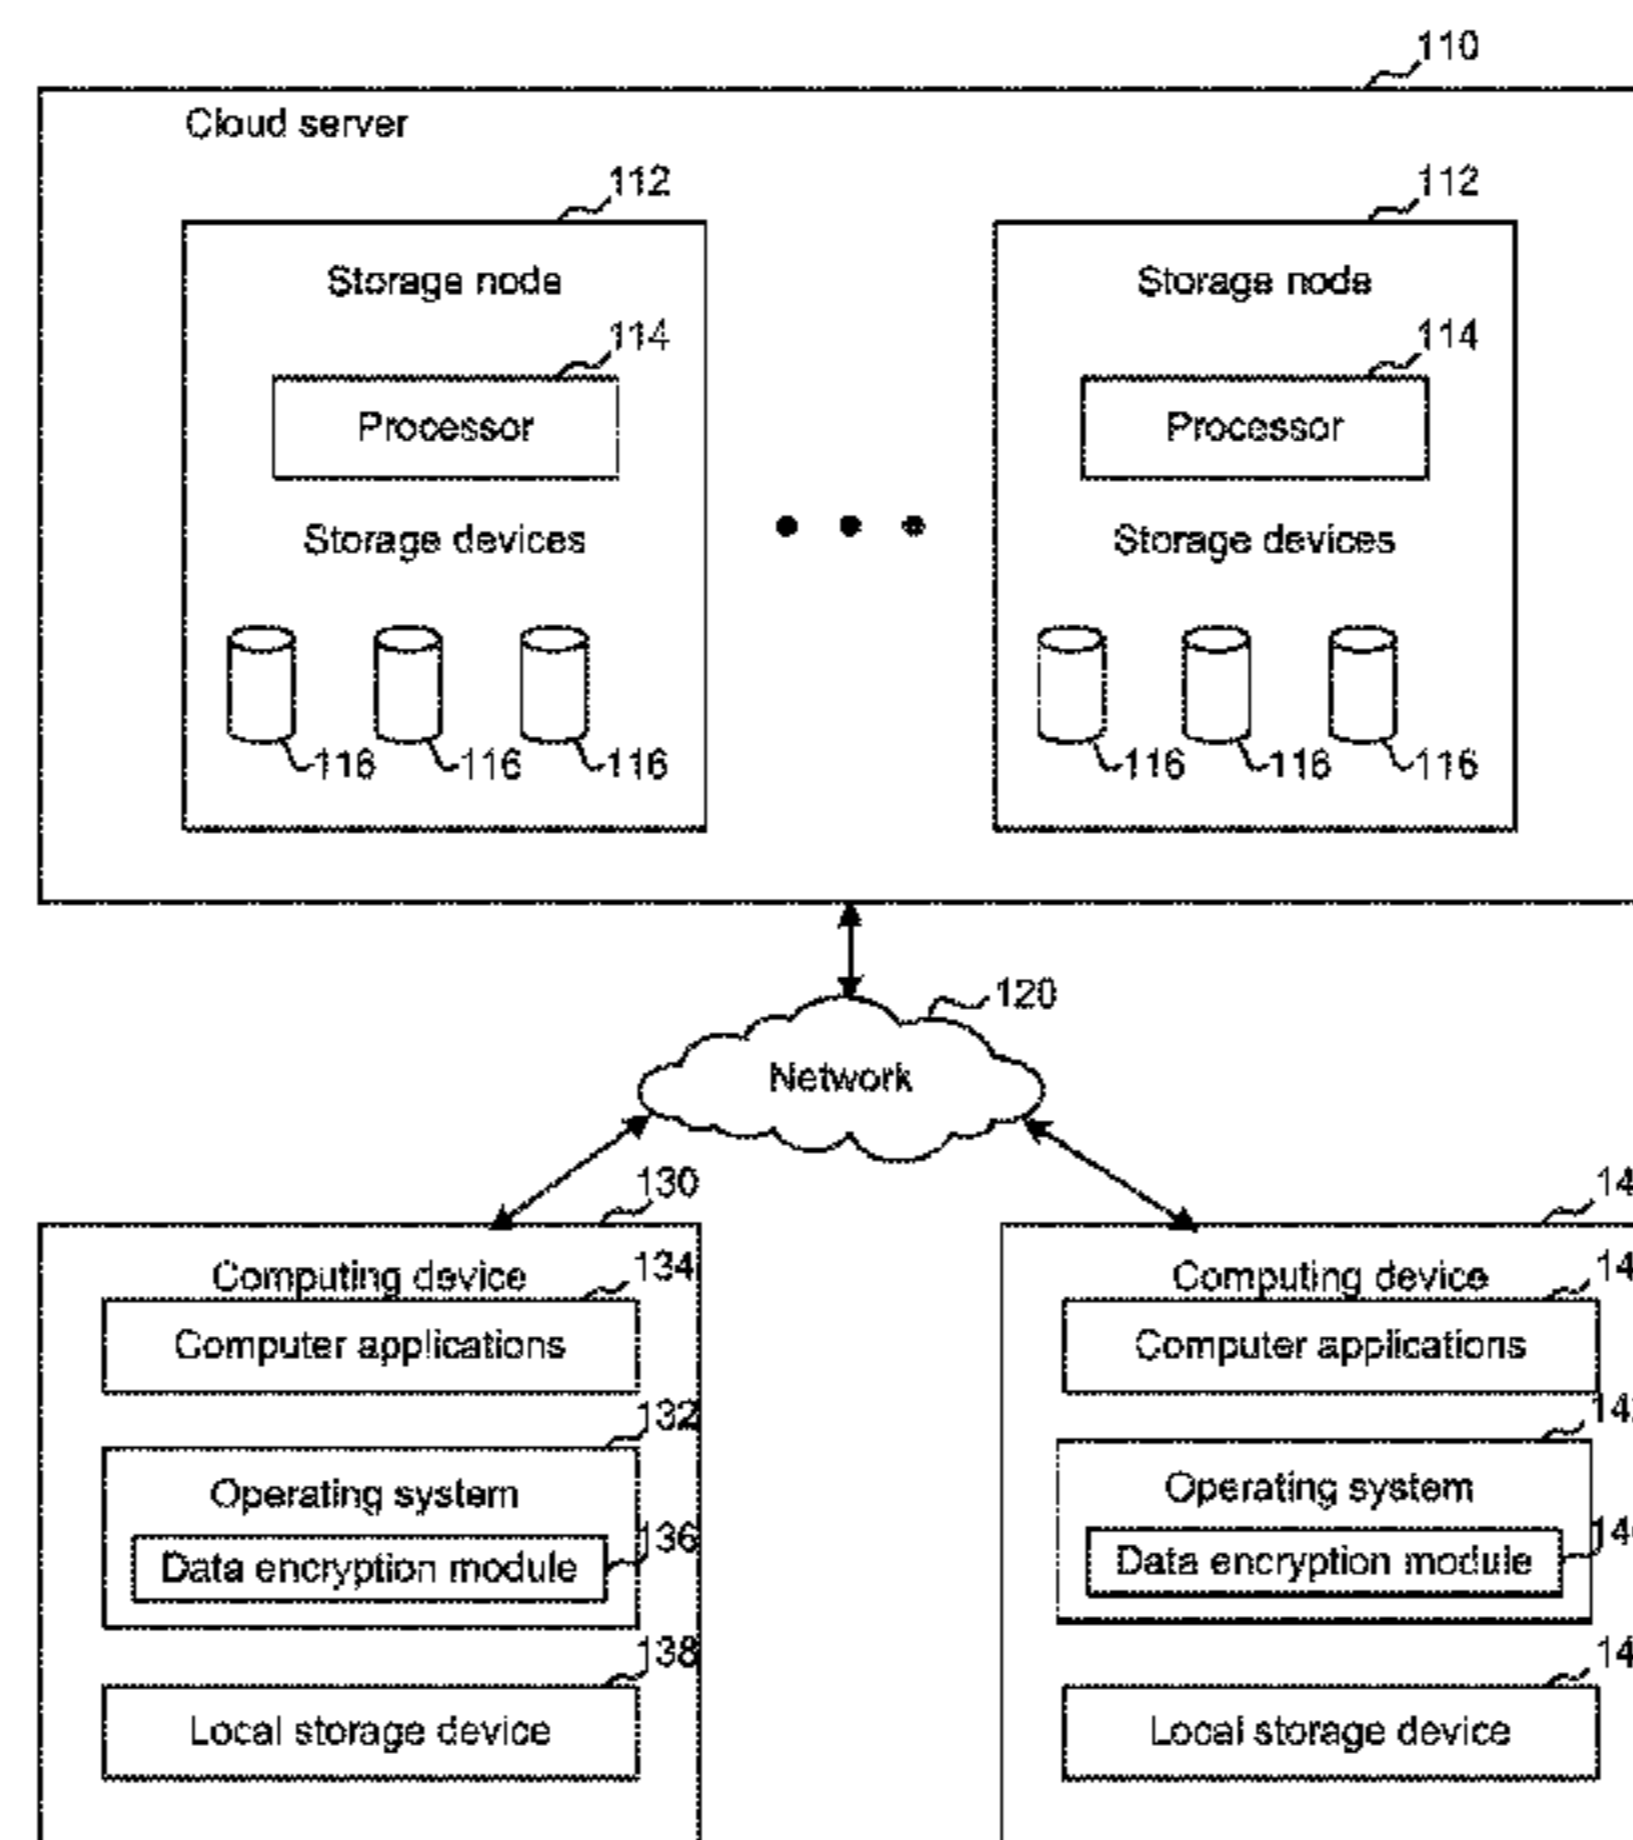 110
Cloud server
112
112
Storage node
Storage node
114
114
Processor
Processor
Storage devices
Storage devices
116
116
116
116
116
116
120
Network
130
Computing device
134
Computing device
Computer applications
Computer applications
132
Operating system
Operating system
136
Data encryption module
Data encryption module
138
Local storage device
Local storage device